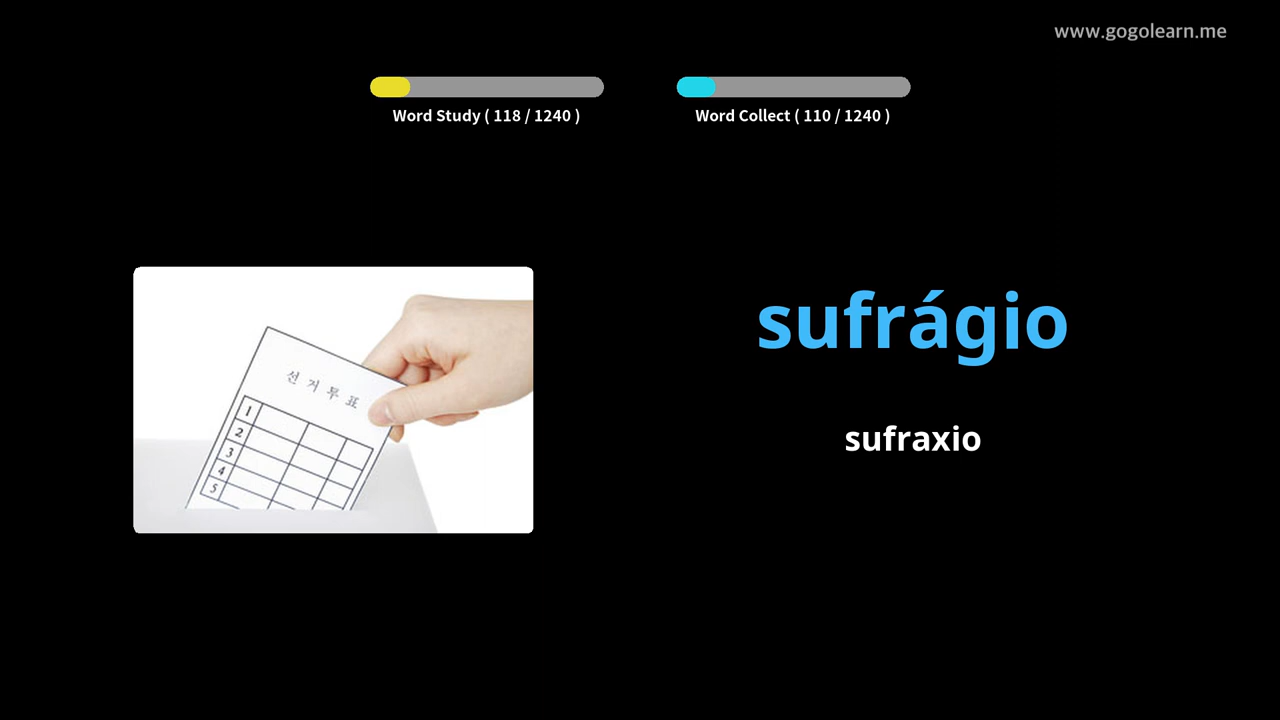 www.gogolearn.me
Word Study ( 118 / 1240 )
Word Collect ( 110 / 1240 )
선거투표
1
2
3
4
5
sufrágio
sufraxio